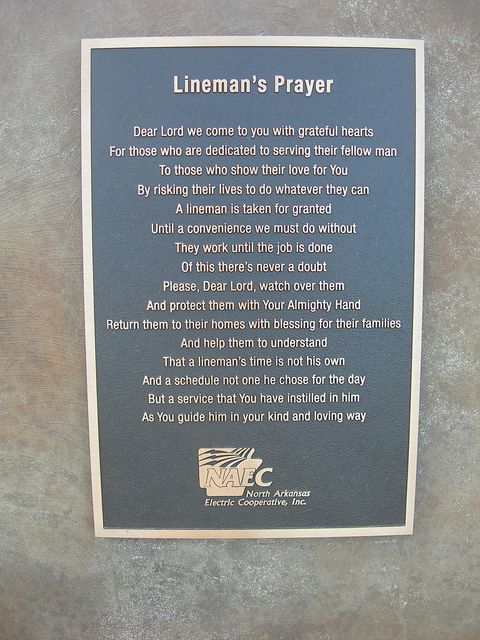 Lineman's Prayer
Dear Lord we come to you with grateful hearts
For those who are dedicated to serving their fellow man
To those who show their love for You
By risking their lives to do whatever they can
A lineman is taken for granted
Until a convenience we must do without
They work until the job is done
Of this there's never a doubt
Please, Dear Lord, watch over them
And protect them with Your Almighty Hand
Return them to their homes with blessing for their families
And help them to understand
That a lineman's time is not his own
And a schedule not one he chose for the day
But a service that You have instilled in him
As You guide him in your kind and loving way
NAEC
North Arkansas
Electric Cooperative, Inc.